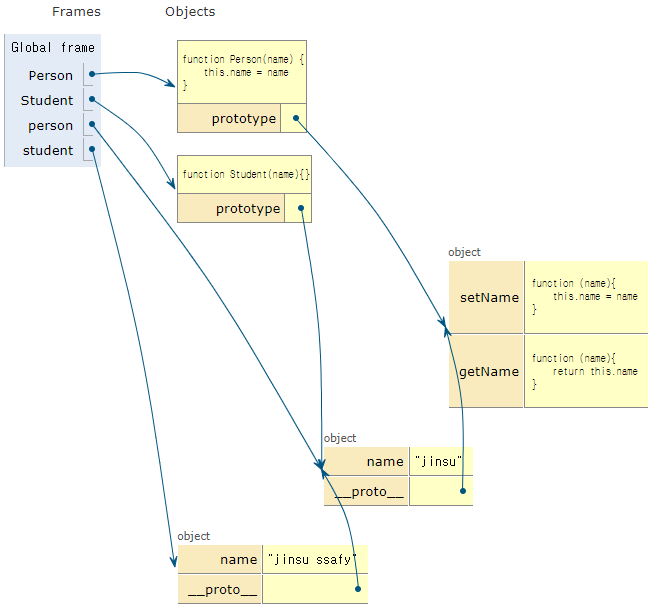 Frames Objects
Global frame
Person
Student
person
student
function Person(name) {
this.name = name
}
prototype
function Student(name){}
prototype
object
setName
function (name){
this.name = name
}
getName
function (name){
return this.name
}
object
name "jinsu"
__proto__
object
name "jinsu ssafy"
__proto__